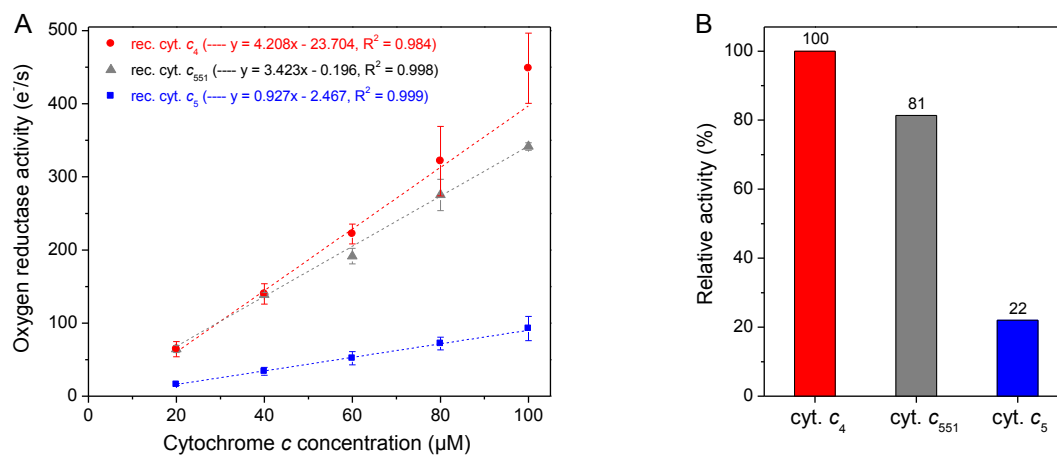 A
500
400
300
200
100
0
0
20
40
60
80
100
Oxygen reductase activity (e⁻/s)
Cytochrome c concentration (µM)
rec. cyt. c₄ (---- y = 4.208x - 23.704, R² = 0.984)
rec. cyt. c₅₅₁ (---- y = 3.423x - 0.196, R² = 0.998)
rec. cyt. c₅ (---- y = 0.927x - 2.467, R² = 0.999)
B
100
80
60
40
20
0
Relative activity (%)
100
81
22
cyt. c₄
cyt. c₅₅₁
cyt. c₅